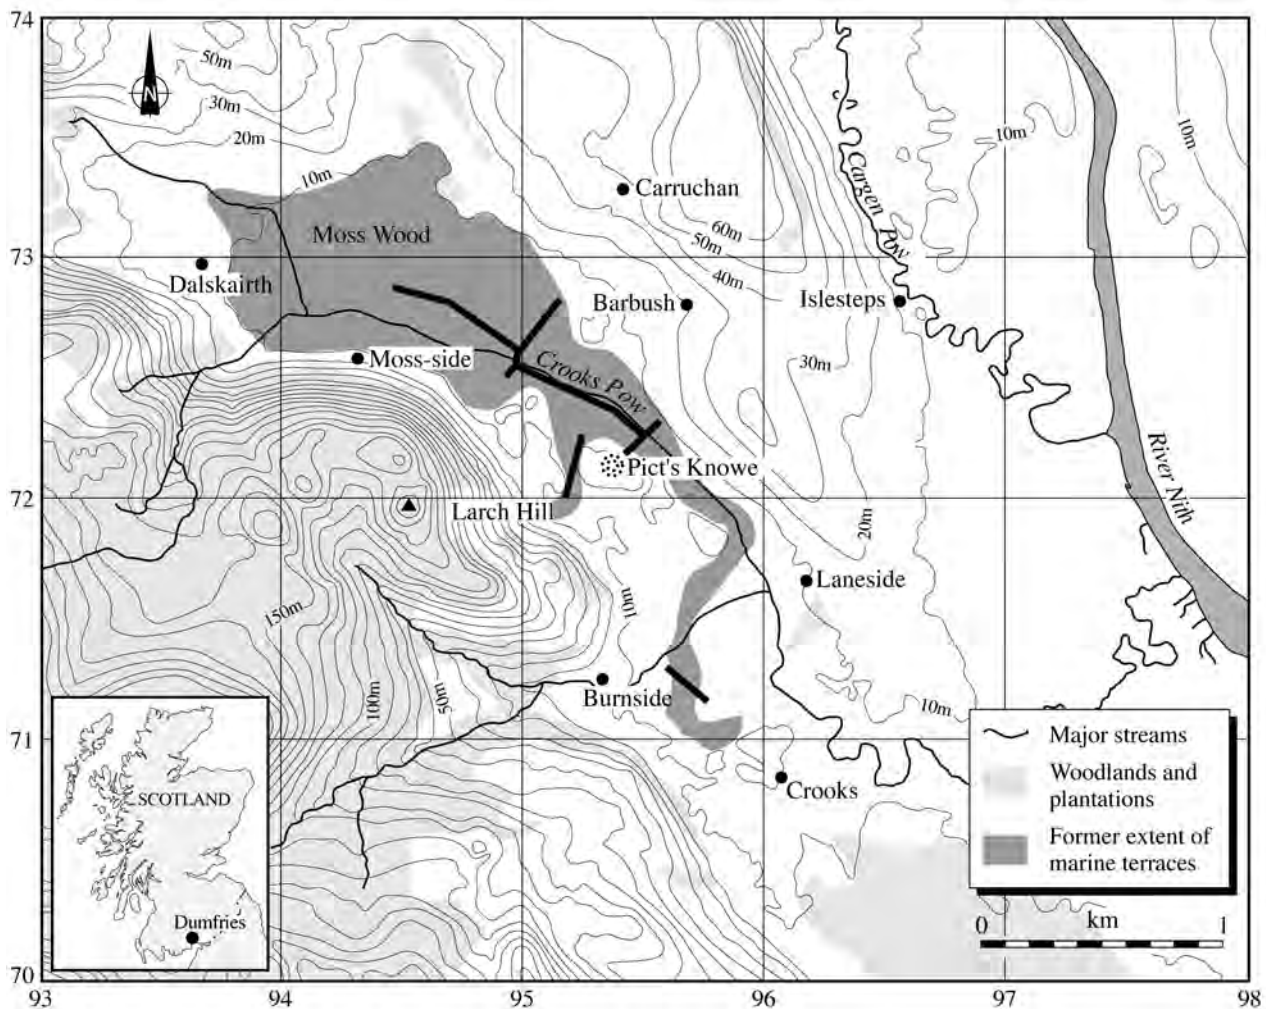 74
50m
N
30m
20m
10m
10m
10m
Cargen Pow
Carruchan
Moss Wood
60m
50m
40m
73
Dalskairth
Barbush
Islesteps
Moss-side
Crooks Pow
30m
Pict's Knowe
River Nith
72
Larch Hill
20m
Laneside
150m
10m
100m
50m
Burnside
10m
71
Major streams
Woodlands and
plantations
Former extent of
marine terraces
Crooks
SCOTLAND
Dumfries
0 km 1
70
93 94 95 96 97 98